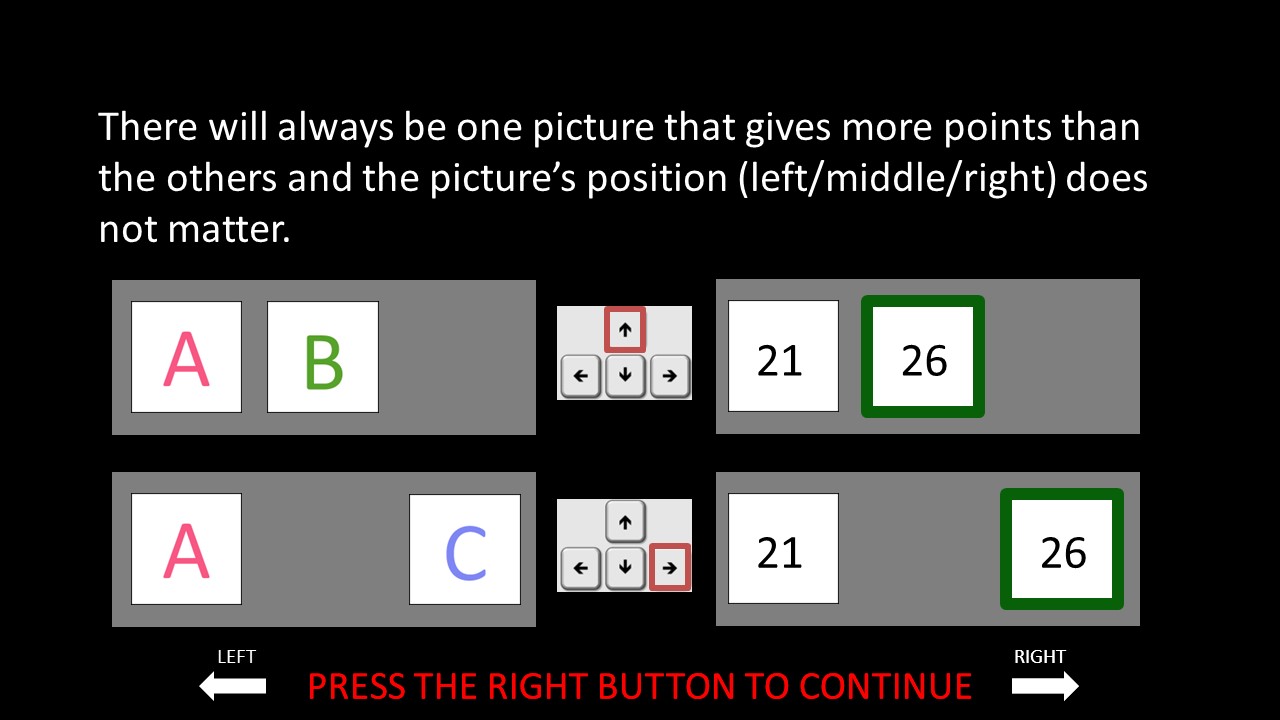 There will always be one picture that gives more points than
the others and the picture’s position (left/middle/right) does
not matter.
A B
21 26
A C
21 26
LEFT
RIGHT
PRESS THE RIGHT BUTTON TO CONTINUE